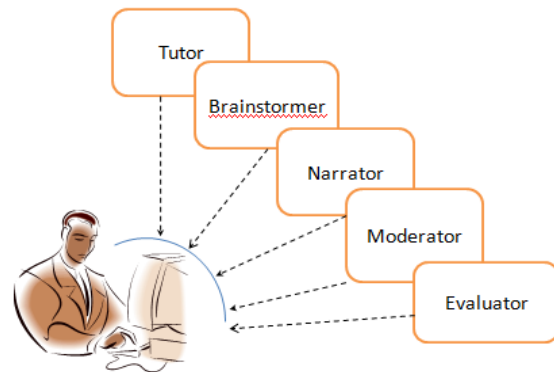 Tutor
Brainstormer
Narrator
Moderator
Evaluator